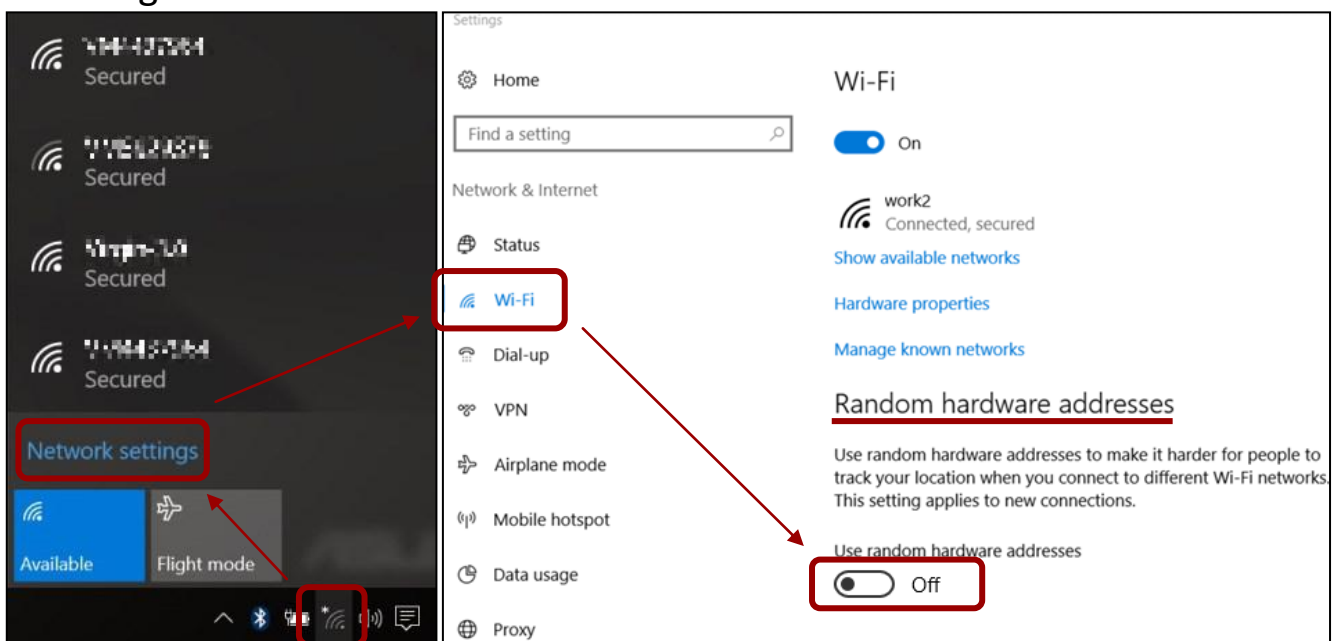 Secured
Secured
Secured
Secured
Network settings
Available
Flight mode
Settings
Home
Find a setting
Network & Internet
Status
Wi-Fi
Dial-up
VPN
Airplane mode
Mobile hotspot
Data usage
Proxy
Wi-Fi
On
work2
Connected, secured
Show available networks
Hardware properties
Manage known networks
Random hardware addresses
Use random hardware addresses to make it harder for people to
track your location when you connect to different Wi-Fi networks.
This setting applies to new connections.
Use random hardware addresses
Off